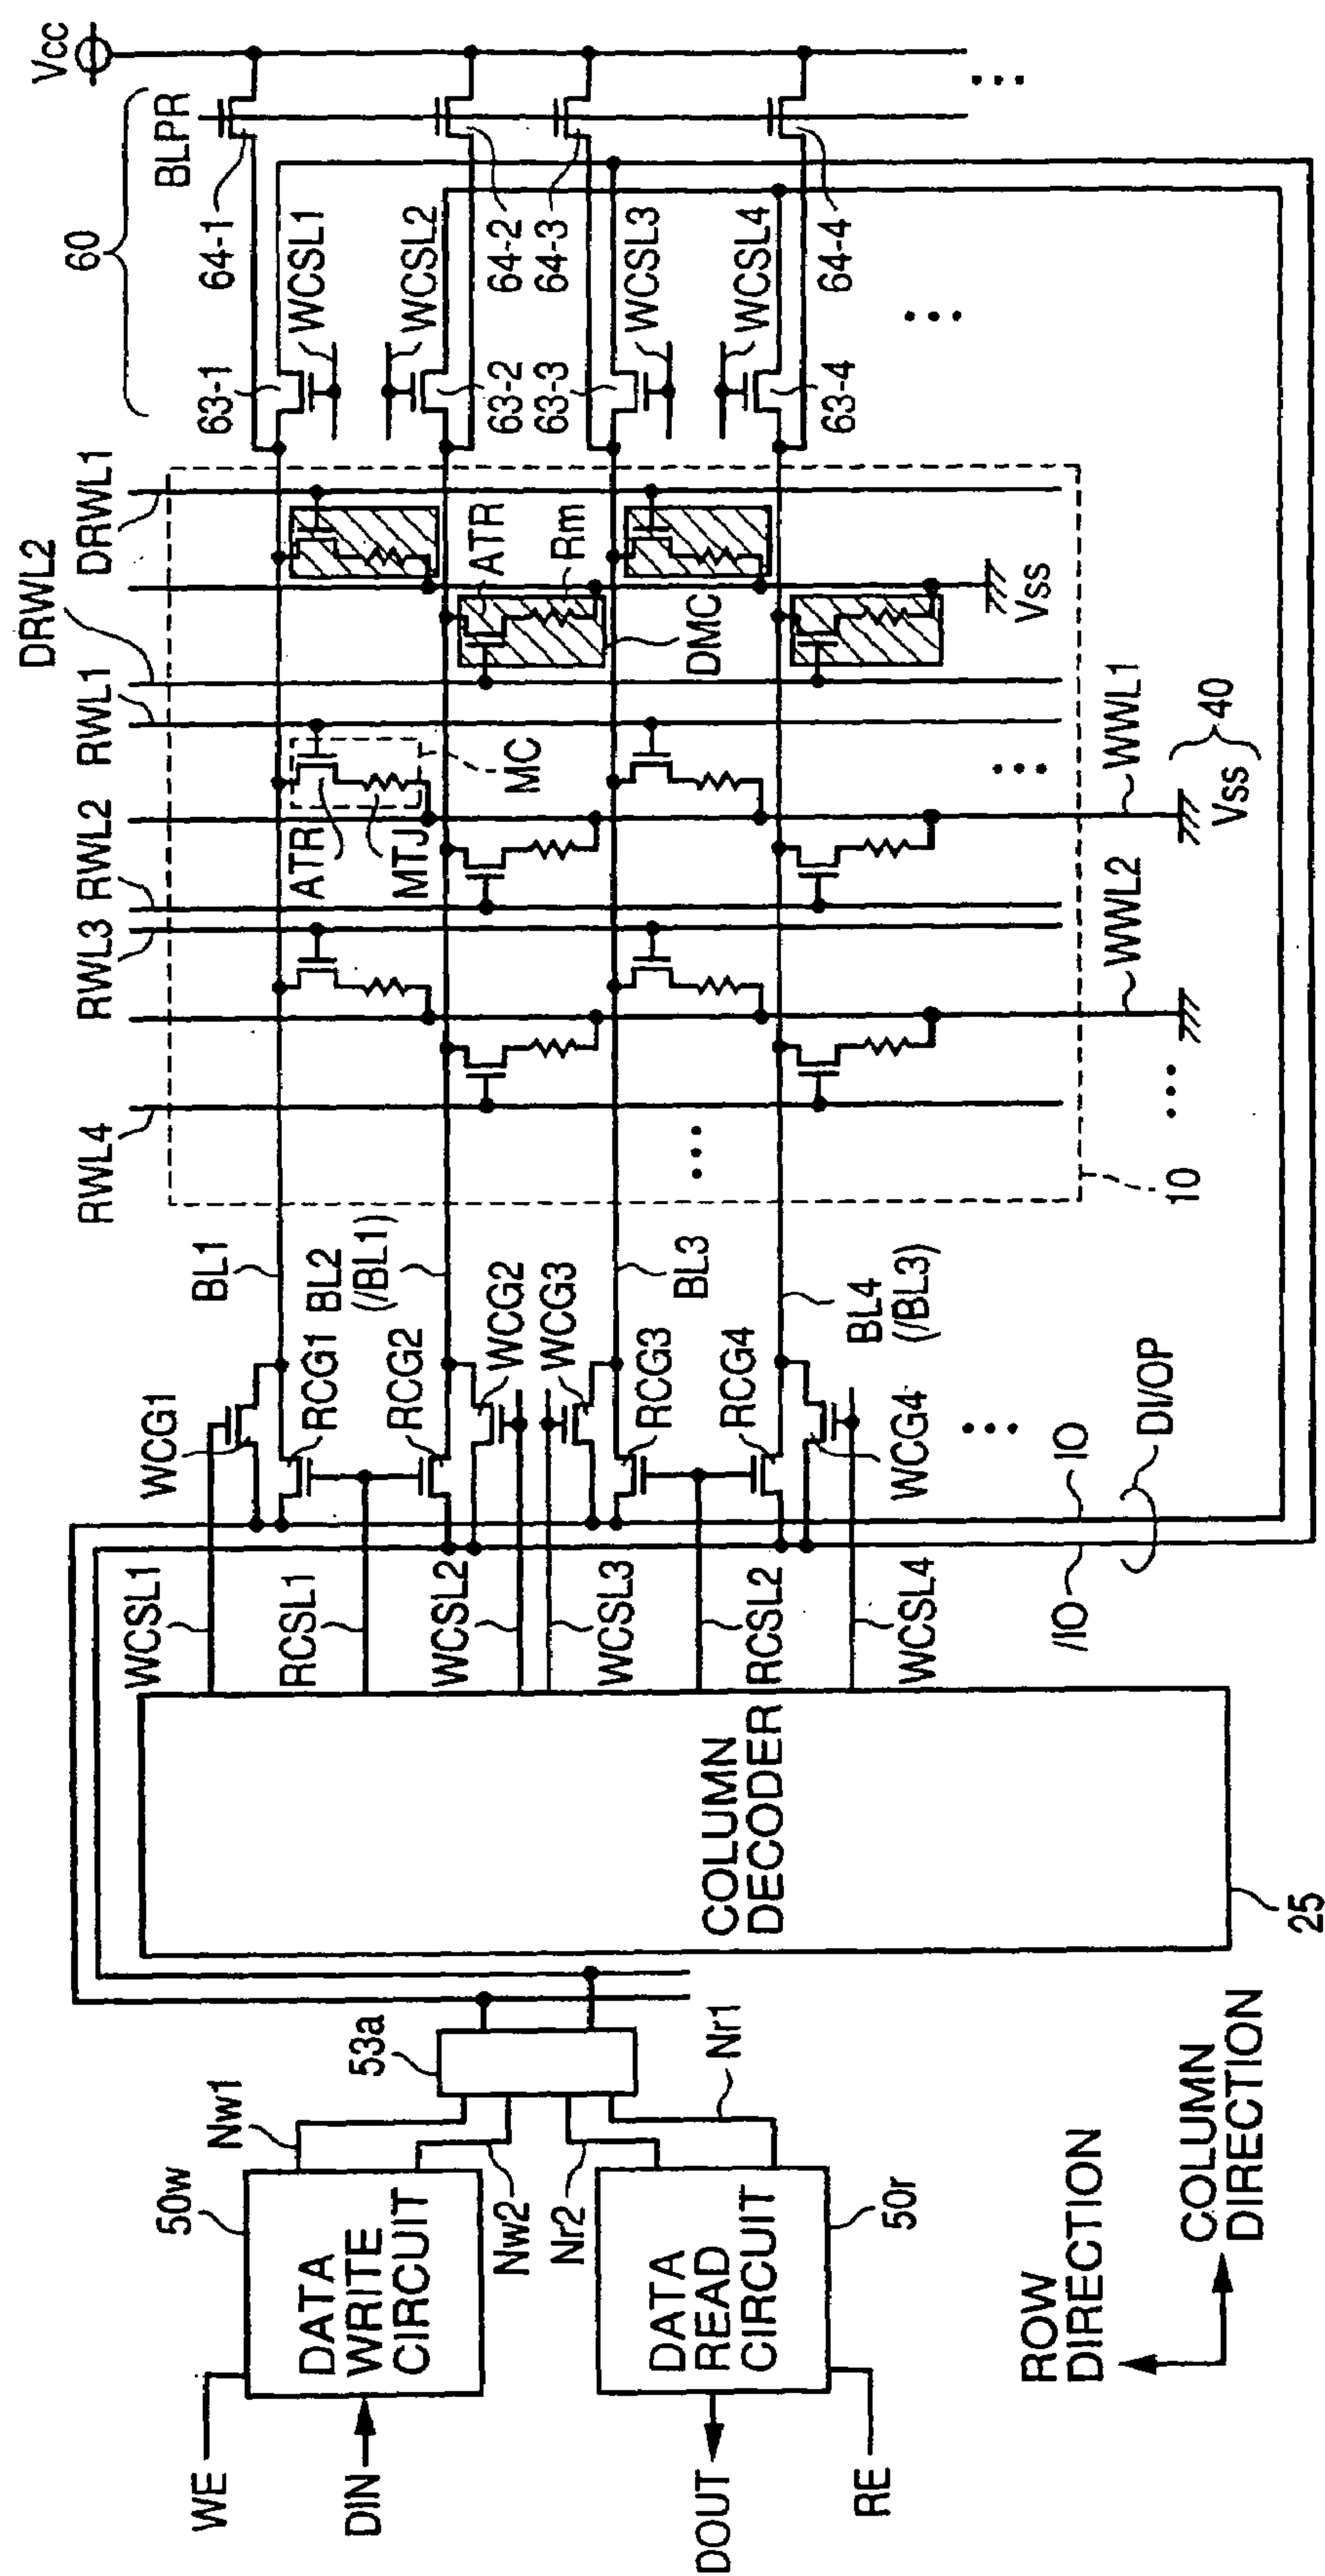 WE
DIN
DOUT
RE
50w
DATA
WRITE
CIRCUIT
50r
DATA
READ
CIRCUIT
Nw1
Nw2
Nr2
Nr1
53a
ROW
DIRECTION
COLUMN
DIRECTION
COLUMN
DECODER
25
WCSL1
RCSL1
WCSL2
WCSL3
RCSL2
WCSL4
/IO
IO
DI/OP
WCG1
RCG1
RCG2
WCG2
WCG3
RCG3
RCG4
WCG4
BL1
BL2
(/BL1)
BL3
BL4
(/BL3)
10
RWL4
RWL3
RWL2
RWL1
DRWL2
DRWL1
WWL2
WWL1
Vss
40
ATR
MTJ
MC
ATR
Rm
DMC
Vss
60
63-1
WCSL1
WCSL2
63-2
63-3
WCSL3
WCSL4
63-4
64-1
64-2
64-3
64-4
BLPR
Vcc